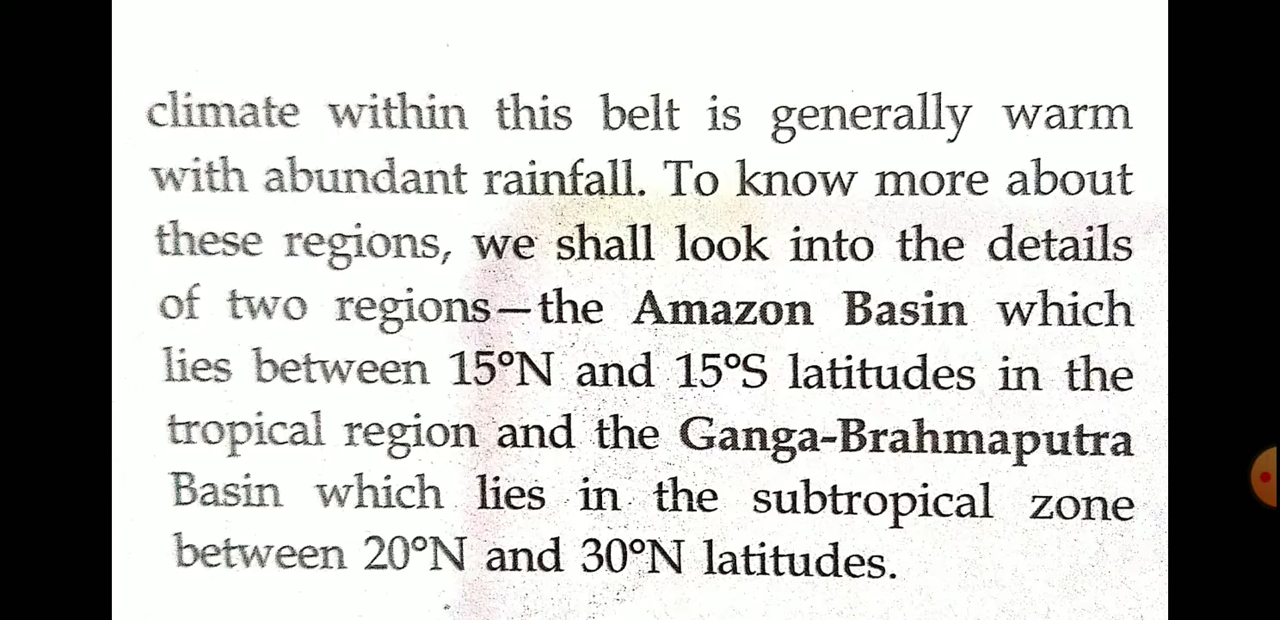 climate within this belt is generally warm
with abundant rainfall. To know more about
these regions, we shall look into the details
of two regions—the Amazon Basin which
lies between 15°N and 15°S latitudes in the
tropical region and the Ganga-Brahmaputra
Basin which lies in the subtropical zone
between 20°N and 30°N latitudes.